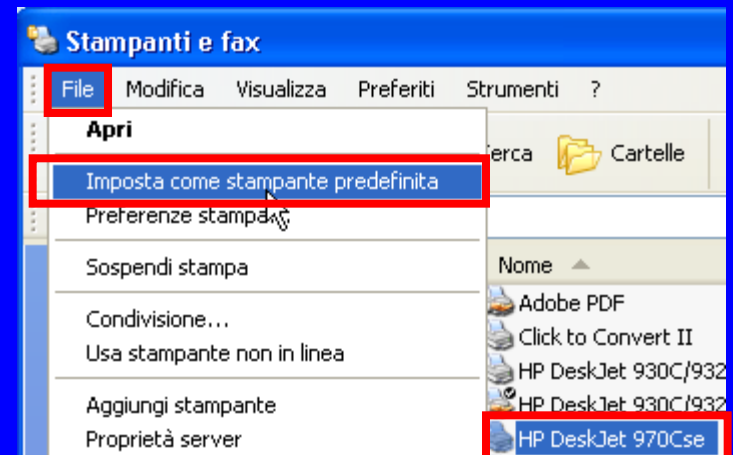 Stampanti e fax
File Modifica Visualizza Preferiti Strumenti ?
Apri
Cartelle
Imposta come stampante predefinita
Preferenze
Sospendi stampa
Nome
Adobe PDF
Condivisione...
Click to Convert II
Usa stampante non in linea
HP DeskJet 930C/932
Aggiungi stampante
HP DeskJet 930C/932
Proprietà server
HP DeskJet 970Cse